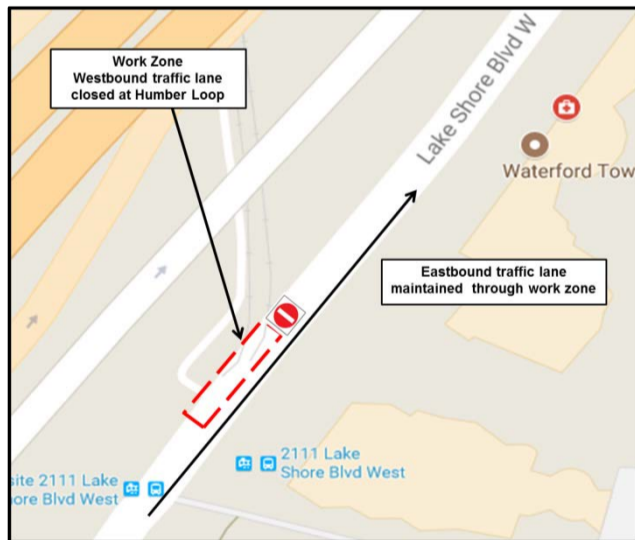 Work Zone
Westbound traffic lane
closed at Humber Loop
Lake Shore Blvd W
Waterford Tow
Eastbound traffic lane
maintained through work zone
2111 Lake
Shore Blvd West
site 2111 Lake
ore Blvd West